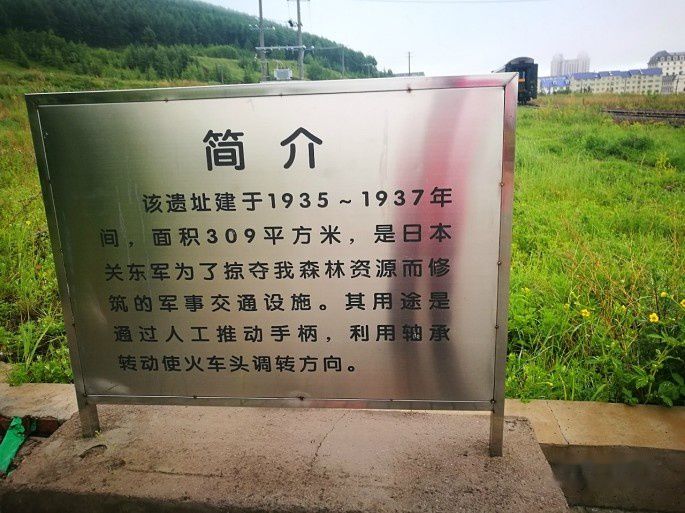 简介
该遗址建于1935～1937年
间，面积309平方米，是日本
关东军为了掠夺我森林资源而修
筑的军事交通设施。其用途是
通过人工推动手柄，利用轴承
转动使火车头调转方向。